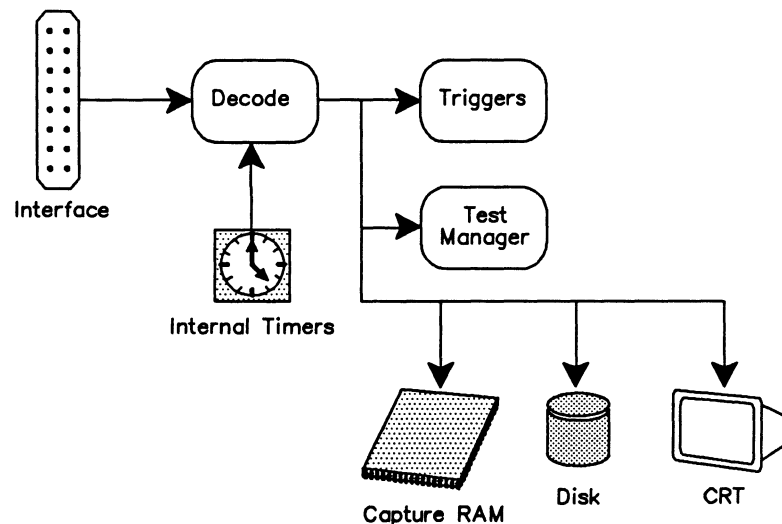 Decode
Triggers
Interface
Test
Manager
Internal Timers
Capture RAM
Disk
CRT